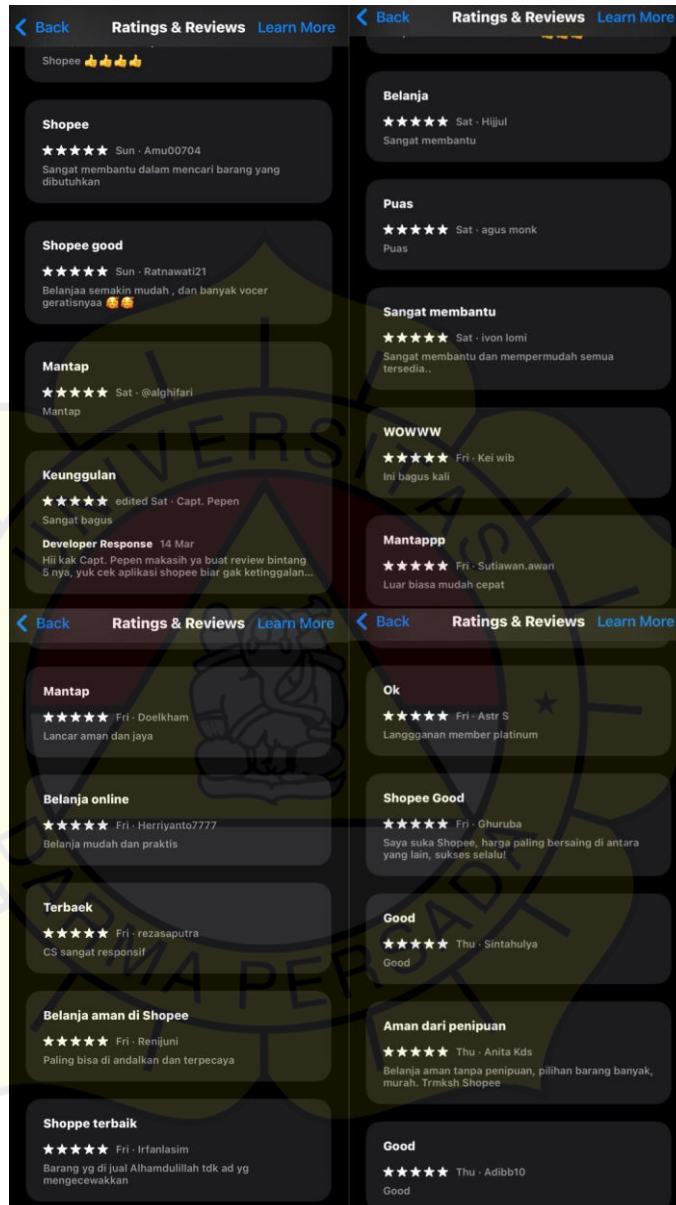 Back Ratings & Reviews Learn More
Shopee 👍👍👍👍
Shopee
★★★★★ Sun · Amu00704
Sangat membantu dalam mencari barang yang
dibutuhkan
Shopee good
★★★★★ Sun · Ratnawati21
Belanjaa semakin mudah , dan banyak vocer
geratisnyaa 🥰🥰
Mantap
★★★★★ Sat · @alghifari
Mantap
Keunggulan
★★★★★ edited Sat · Capt. Pepen
Sangat bagus
Developer Response 14 Mar
Hii kak Capt. Pepen makasih ya buat review bintang
5 nya, yuk cek aplikasi shopee biar gak ketinggalan...
Back Ratings & Reviews Learn More
Belanja
★★★★★ Sat · Hijjul
Sangat membantu
Puas
★★★★★ Sat · agus monk
Puas
Sangat membantu
★★★★★ Sat · ivon lomi
Sangat membantu dan mempermudah semua
tersedia..
WOWWW
★★★★★ Fri · Kei wib
Ini bagus kali
Mantappp
★★★★★ Fri · Sutiawan.awan
Luar biasa mudah cepat
Back Ratings & Reviews Learn More
Mantap
★★★★★ Fri · Doelkham
Lancar aman dan jaya
Belanja online
★★★★★ Fri · Herriyanto7777
Belanja mudah dan praktis
Terbaek
★★★★★ Fri · rezasaputra
CS sangat responsif
Belanja aman di Shopee
★★★★★ Fri · Renijuni
Paling bisa di andalkan dan terpecaya
Shoppe terbaik
★★★★★ Fri · Irfanlasim
Barang yg di jual Alhamdulillah tdk ad yg
mengecewakkan
Back Ratings & Reviews Learn More
Ok
★★★★★ Fri · Astr S
Langgganan member platinum
Shopee Good
★★★★★ Fri · Ghuruba
Saya suka Shopee, harga paling bersaing di antara
yang lain, sukses selalu!
Good
★★★★★ Thu · Sintahulya
Good
Aman dari penipuan
★★★★★ Thu · Anita Kds
Belanja aman tanpa penipuan, pilihan barang banyak,
murah. Trmksh Shopee
Good
★★★★★ Thu · Adibb10
Good
UNIVERSITAS
DARMA PERSADA